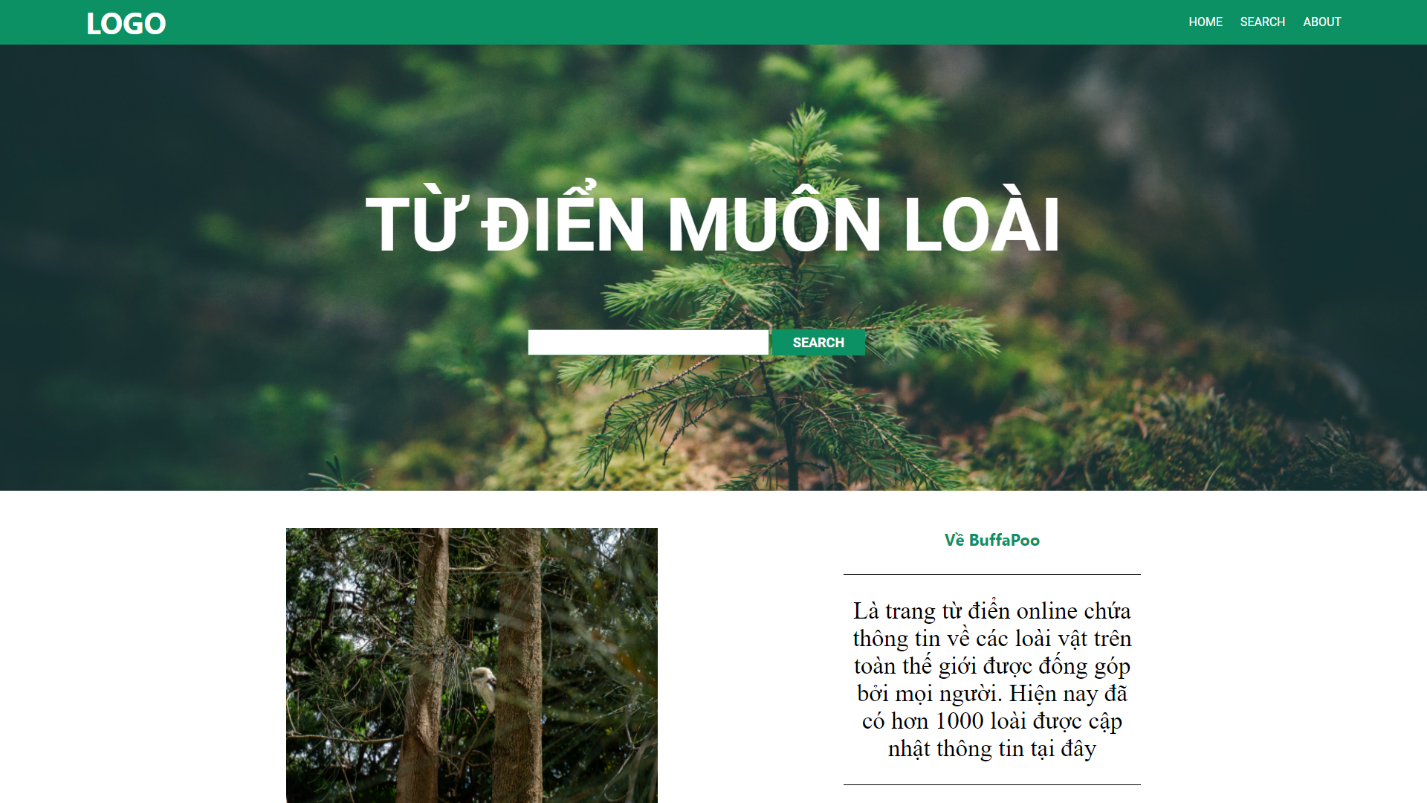 LOGO
HOME SEARCH ABOUT
TỪ ĐIỂN MUÔN LOÀI
SEARCH
Về BuffaPoo
Là trang từ điển online chứa
thông tin về các loài vật trên
toàn thế giới được đống góp
bởi mọi người. Hiện nay đã
có hơn 1000 loài được cập
nhật thông tin tại đây